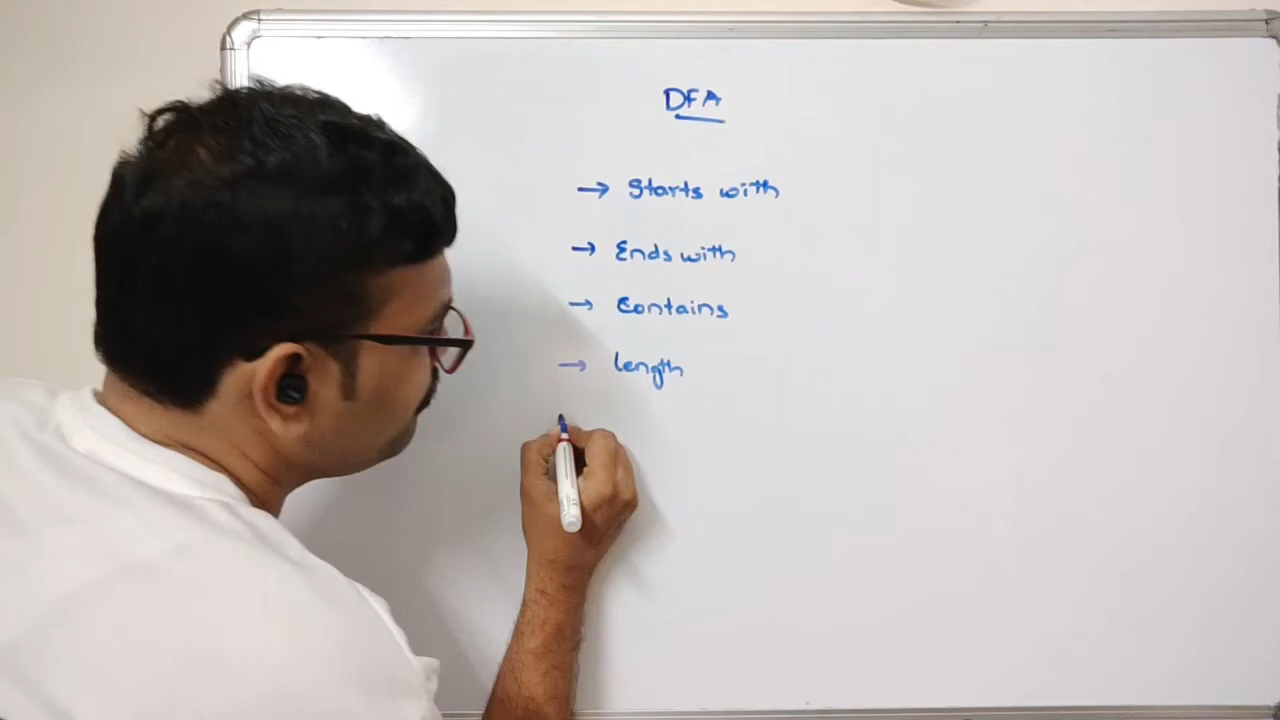 DFA
→ Starts with
→ Ends with
→ Contains
→ length